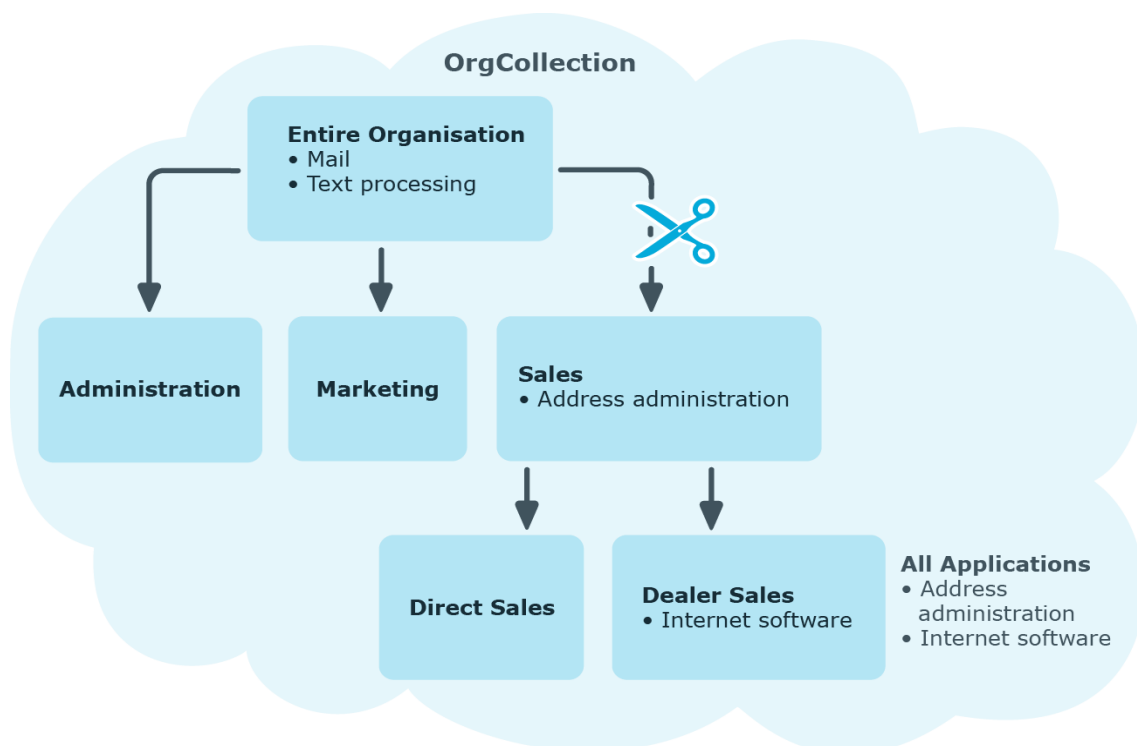 OrgCollection
Entire Organisation
• Mail
• Text processing
Administration
Marketing
Sales
• Address administration
Direct Sales
Dealer Sales
• Internet software
All Applications
• Address
administration
• Internet software